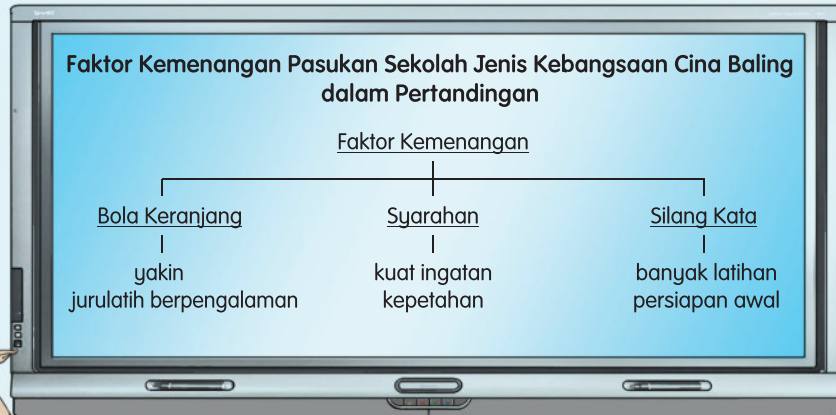 Faktor Kemenangan Pasukan Sekolah Jenis Kebangsaan Cina Baling
dalam Pertandingan
Faktor Kemenangan
Bola Keranjang
Syarahan
Silang Kata
yakin
jurulatih berpengalaman
kuat ingatan
kepetahan
banyak latihan
persiapan awal